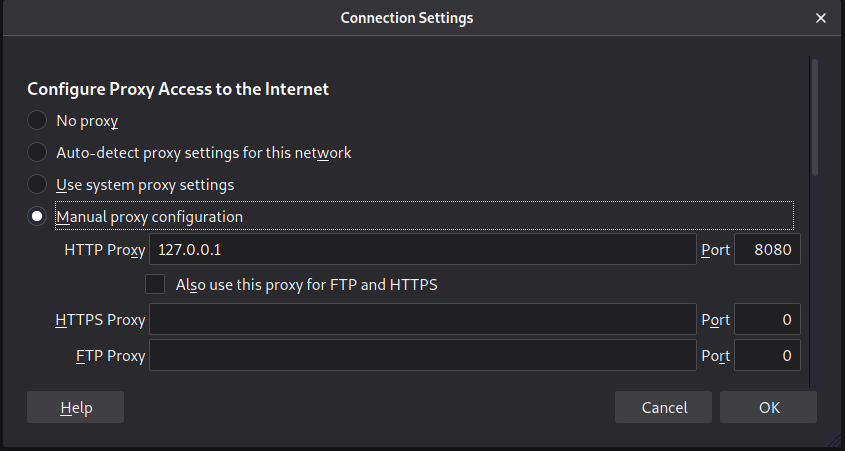 Connection Settings
Configure Proxy Access to the Internet
No proxy
Auto-detect proxy settings for this network
Use system proxy settings
Manual proxy configuration
HTTP Proxy 127.0.0.1 Port 8080
Also use this proxy for FTP and HTTPS
HTTPS Proxy Port 0
FTP Proxy Port 0
Help Cancel OK